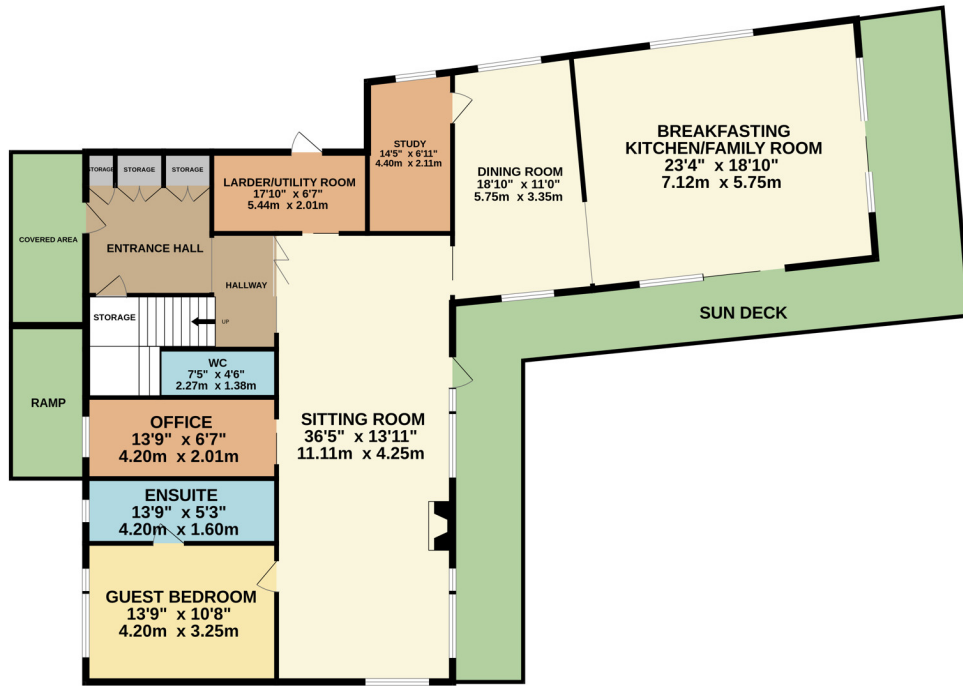 BREAKFASTING
KITCHEN/FAMILY ROOM
23'4" x 18'10"
7.12m x 5.75m
STUDY
14'5" x 6'11"
4.40m x 2.11m
DINING ROOM
18'10" x 11'0"
5.75m x 3.35m
STORAGE
STORAGE
STORAGE
LARDER/UTILITY ROOM
17'10" x 6'7"
5.44m x 2.01m
COVERED AREA
ENTRANCE HALL
HALLWAY
STORAGE
UP
SUN DECK
WC
7'5" x 4'6"
2.27m x 1.38m
RAMP
OFFICE
13'9" x 6'7"
4.20m x 2.01m
SITTING ROOM
36'5" x 13'11"
11.11m x 4.25m
ENSUITE
13'9" x 5'3"
4.20m x 1.60m
GUEST BEDROOM
13'9" x 10'8"
4.20m x 3.25m